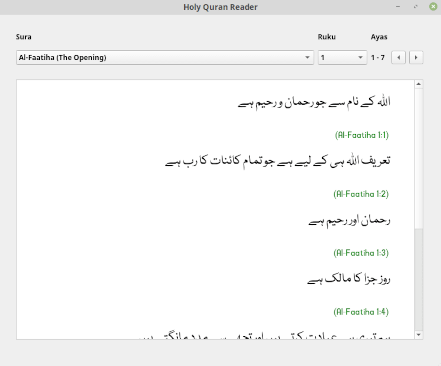 Holy Quran Reader
Sura Ruku Ayas
Al-Faatiha (The Opening) 1 1 - 7
اللہ کے نام سے جو رحمان و رحیم ہے
(Al-Faatiha 1:1)
تعریف اللہ ہی کے لیے ہے جو تمام کائنات کا رب ہے
(Al-Faatiha 1:2)
رحمان اور رحیم ہے
(Al-Faatiha 1:3)
روز جزا کا مالک ہے
(Al-Faatiha 1:4)